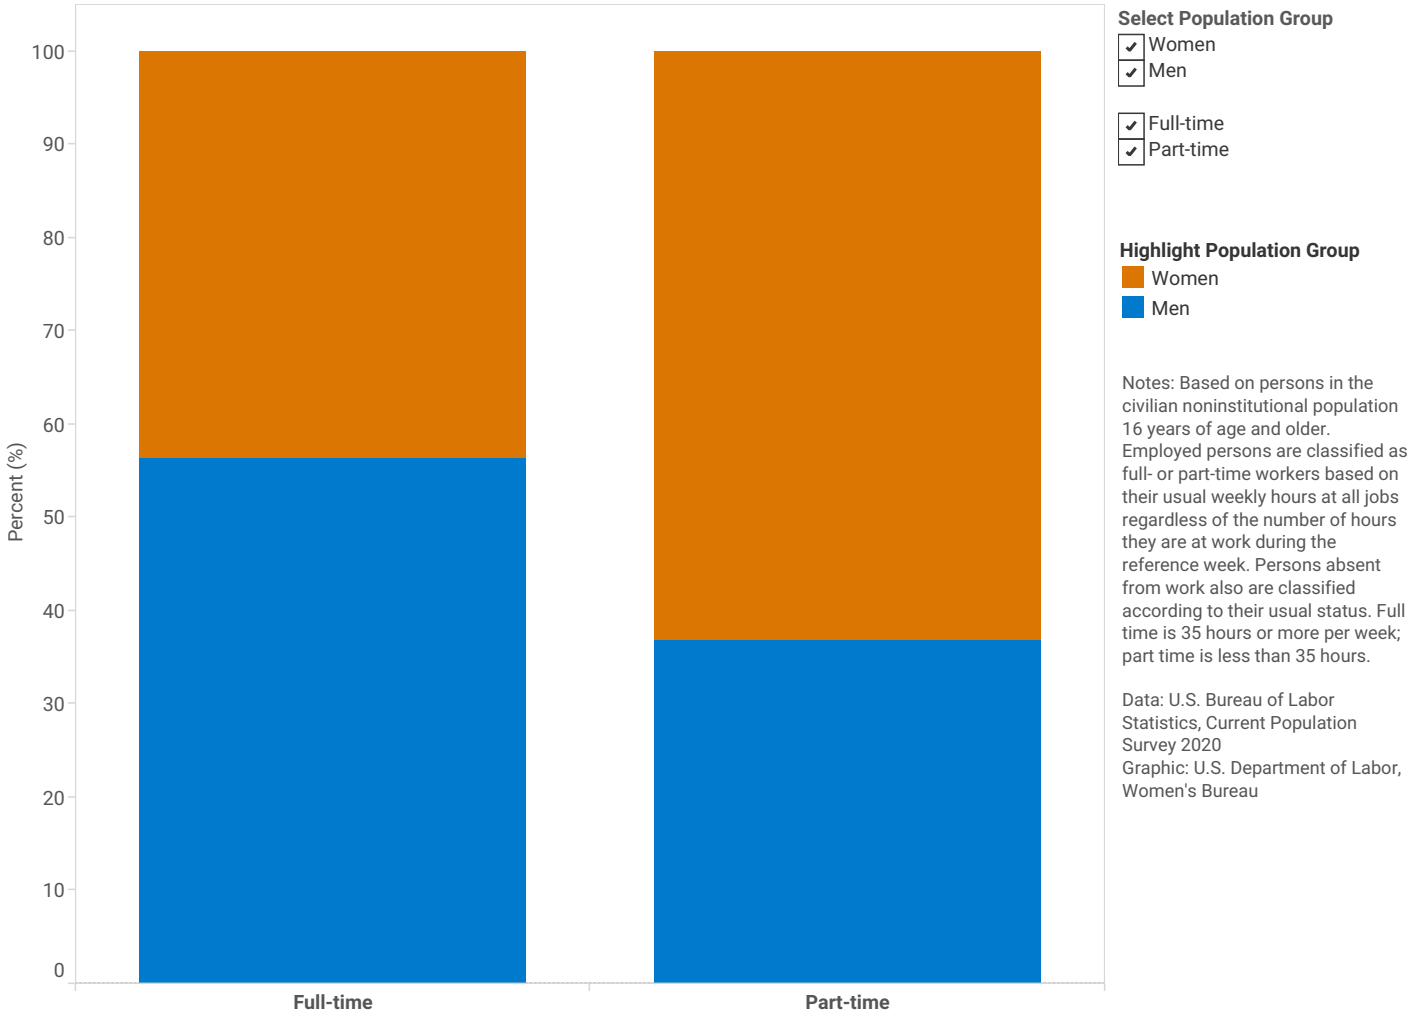 Select Population Group
Women
Men
Full-time
Part-time
Highlight Population Group
Women
Men
Notes: Based on persons in the
civilian noninstitutional population
16 years of age and older.
Employed persons are classified as
full- or part-time workers based on
their usual weekly hours at all jobs
regardless of the number of hours
they are at work during the
reference week. Persons absent
from work also are classified
according to their usual status. Full
time is 35 hours or more per week;
part time is less than 35 hours.
Data: U.S. Bureau of Labor
Statistics, Current Population
Survey 2020
Graphic: U.S. Department of Labor,
Women's Bureau
Percent (%)
100
90
80
70
60
50
40
30
20
10
0
Full-time
Part-time